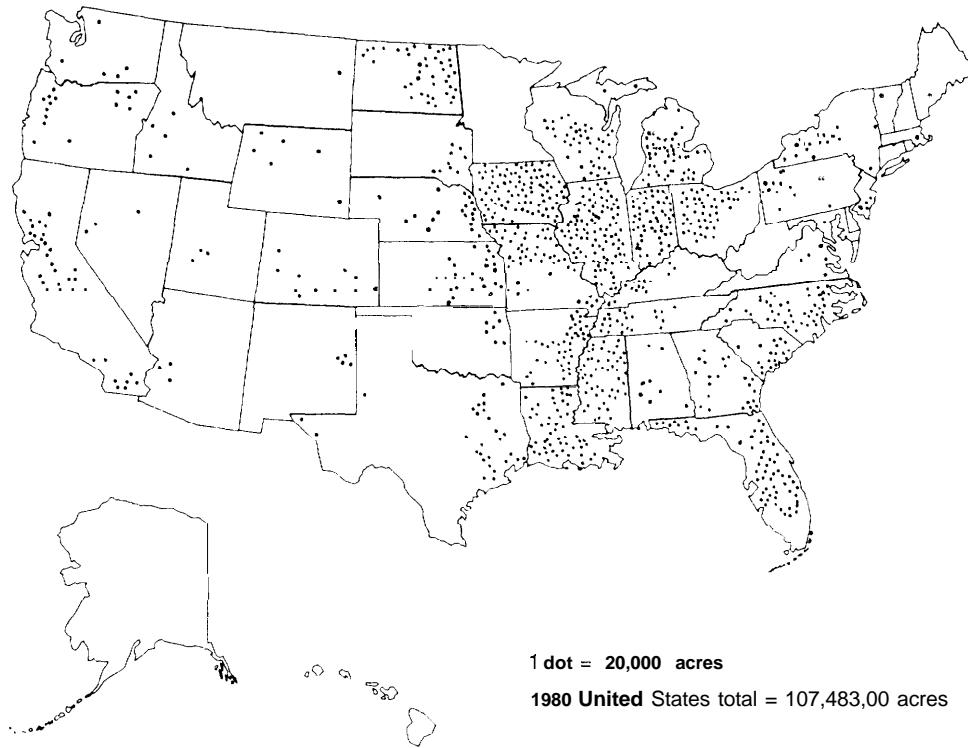 1 dot = 20,000 acres
1980 United States total = 107,483,00 acres